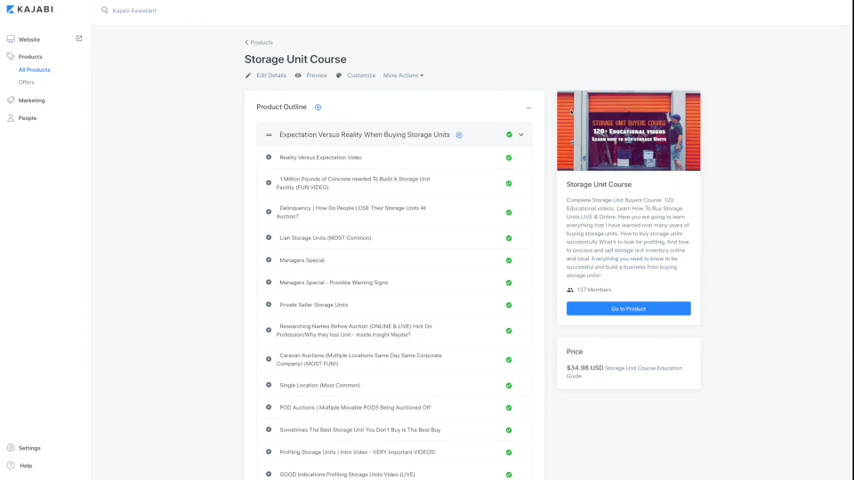 KAJABI
Kajabi Assistant
Website
Products
All Products
Offers
Marketing
People
Settings
Help
Products
Storage Unit Course
Edit Details
Preview
Customize
More Actions
Product Outline
Expectation Versus Reality When Buying Storage Units
Reality Versus Expectation Video
1 Million Pounds of Concrete needed To Build A Storage Unit
Facility (FUN VIDEO)
Delinquency | How Do People LOSE Their Storage Units At
Auction?
Lien Storage Units (MOST Common)
Managers Special
Managers Special - Possible Warning Signs
Private Seller Storage Units
Researching Names Before Auction (ONLINE & LIVE) Hint On
Profession/Why they lost Unit - Inside Insight Maybe?
Caravan Auctions (Multiple Locations Same Day Same Corporate
Company) (MOST FUN!)
Single Location (Most Common)
POD Auctions | Multiple Movable PODS Being Auctioned Off
Sometimes The Best Storage Unit You Don't Buy Is The Best Buy
Profiling Storage Units | Intro Video - VERY Important VIDEOS!
GOOD Indications Profiling Storage Units Video (LIVE)
STORAGE UNIT BUYERS COURSE
120+ EDUCATIONAL VIDEOS
LEARN HOW TO BUY STORAGE UNITS
Storage Unit Course
Complete Storage Unit Buyers Course. 120
Educational videos. Learn How To Buy Storage
Units LIVE & Online. Here you are going to learn
everything that I have learned over many years of
buying storage units. How to buy storage units
successfully. What's to look for, profiling, And how
to process and sell storage unit inventory online
and local. Everything you need to know to be
successful and build a business from buying
storage units!
137 Members
Go to Product
Price
$34.98 USD Storage Unit Course Education
Guide